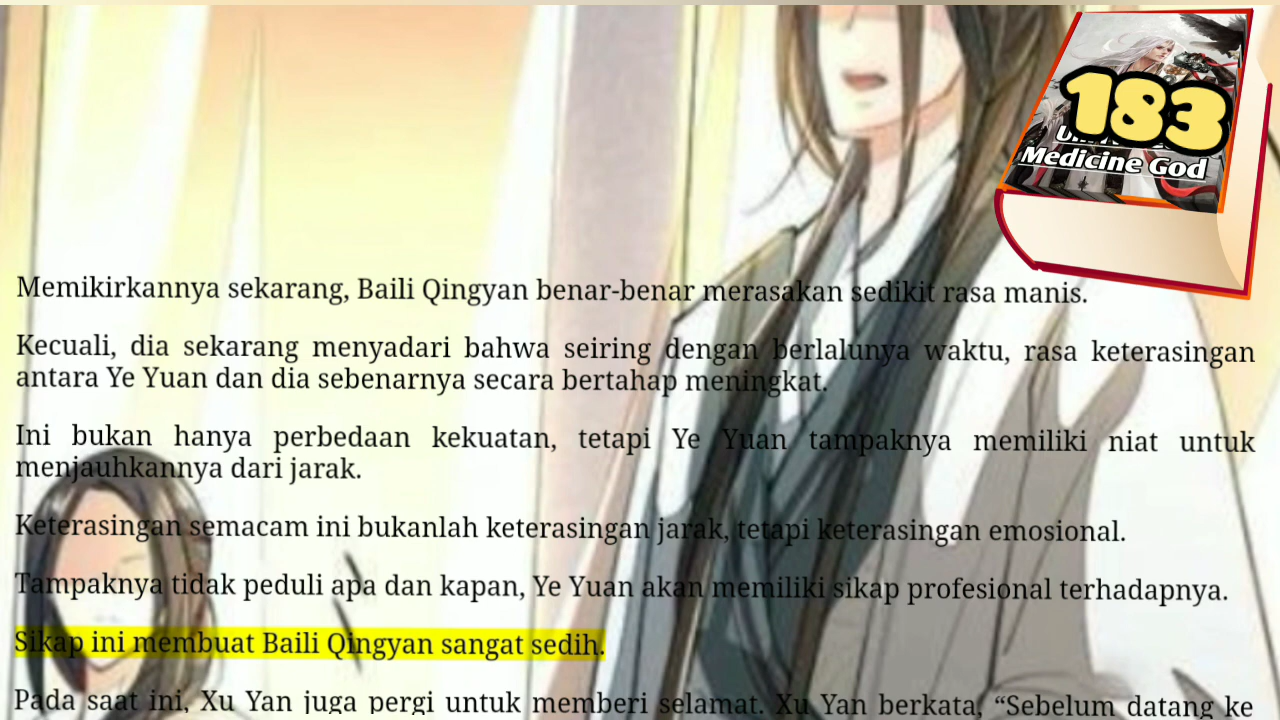 183
Medicine God
Memikirkannya sekarang, Baili Qingyan benar-benar merasakan sedikit rasa manis.
Kecuali, dia sekarang menyadari bahwa seiring dengan berlalunya waktu, rasa keterasingan
antara Ye Yuan dan dia sebenarnya secara bertahap meningkat.
Ini bukan hanya perbedaan kekuatan, tetapi Ye Yuan tampaknya memiliki niat untuk
menjauhkannya dari jarak.
Keterasingan semacam ini bukanlah keterasingan jarak, tetapi keterasingan emosional.
Tampaknya tidak peduli apa dan kapan, Ye Yuan akan memiliki sikap profesional terhadapnya.
Sikap ini membuat Baili Qingyan sangat sedih.
Pada saat ini, Xu Yan juga pergi untuk memberi selamat. Xu Yan berkata, “Sebelum datang ke